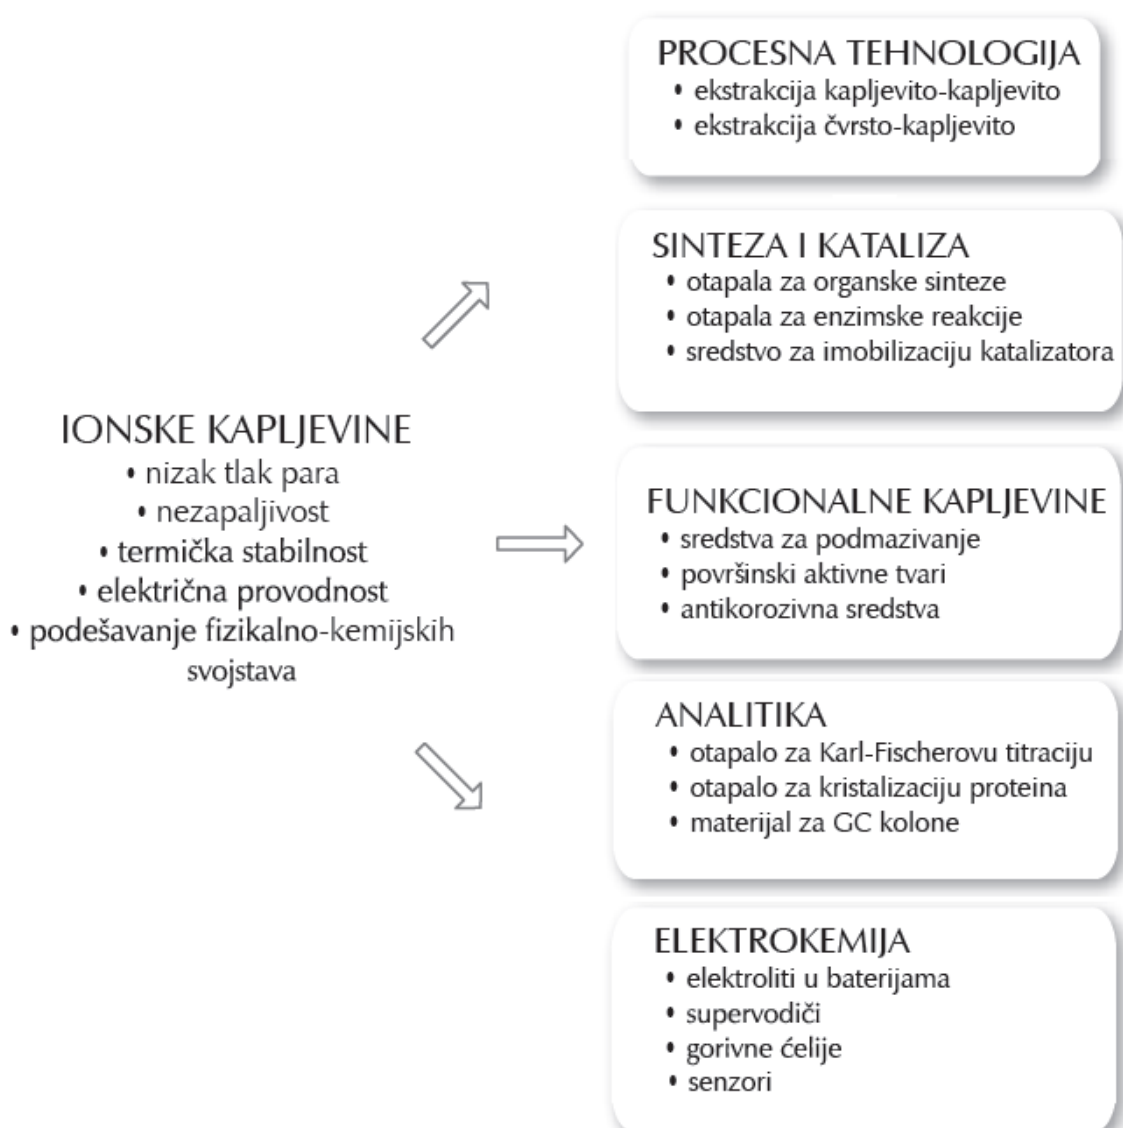 IONSKE KAPLJEVINE
• nizak tlak para
• nezapaljivost
• termička stabilnost
• električna provodnost
• podešavanje fizikalno-kemijskih
svojstava
PROCESNA TEHNOLOGIJA
• ekstrakcija kapljevito-kapljevito
• ekstrakcija čvrsto-kapljevito
SINTEZA I KATALIZA
• otapala za organske sinteze
• otapala za enzimske reakcije
• sredstvo za imobilizaciju katalizatora
FUNKCIONALNE KAPLJEVINE
• sredstva za podmazivanje
• površinski aktivne tvari
• antikorozivna sredstva
ANALITIKA
• otapalo za Karl-Fischerovu titraciju
• otapalo za kristalizaciju proteina
• materijal za GC kolone
ELEKTROKEMIJA
• elektroliti u baterijama
• supervodiči
• gorivne ćelije
• senzori